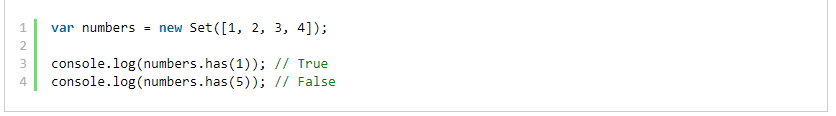 1 var numbers = new Set([1, 2, 3, 4]);
2
3 console.log(numbers.has(1)); // True
4 console.log(numbers.has(5)); // False